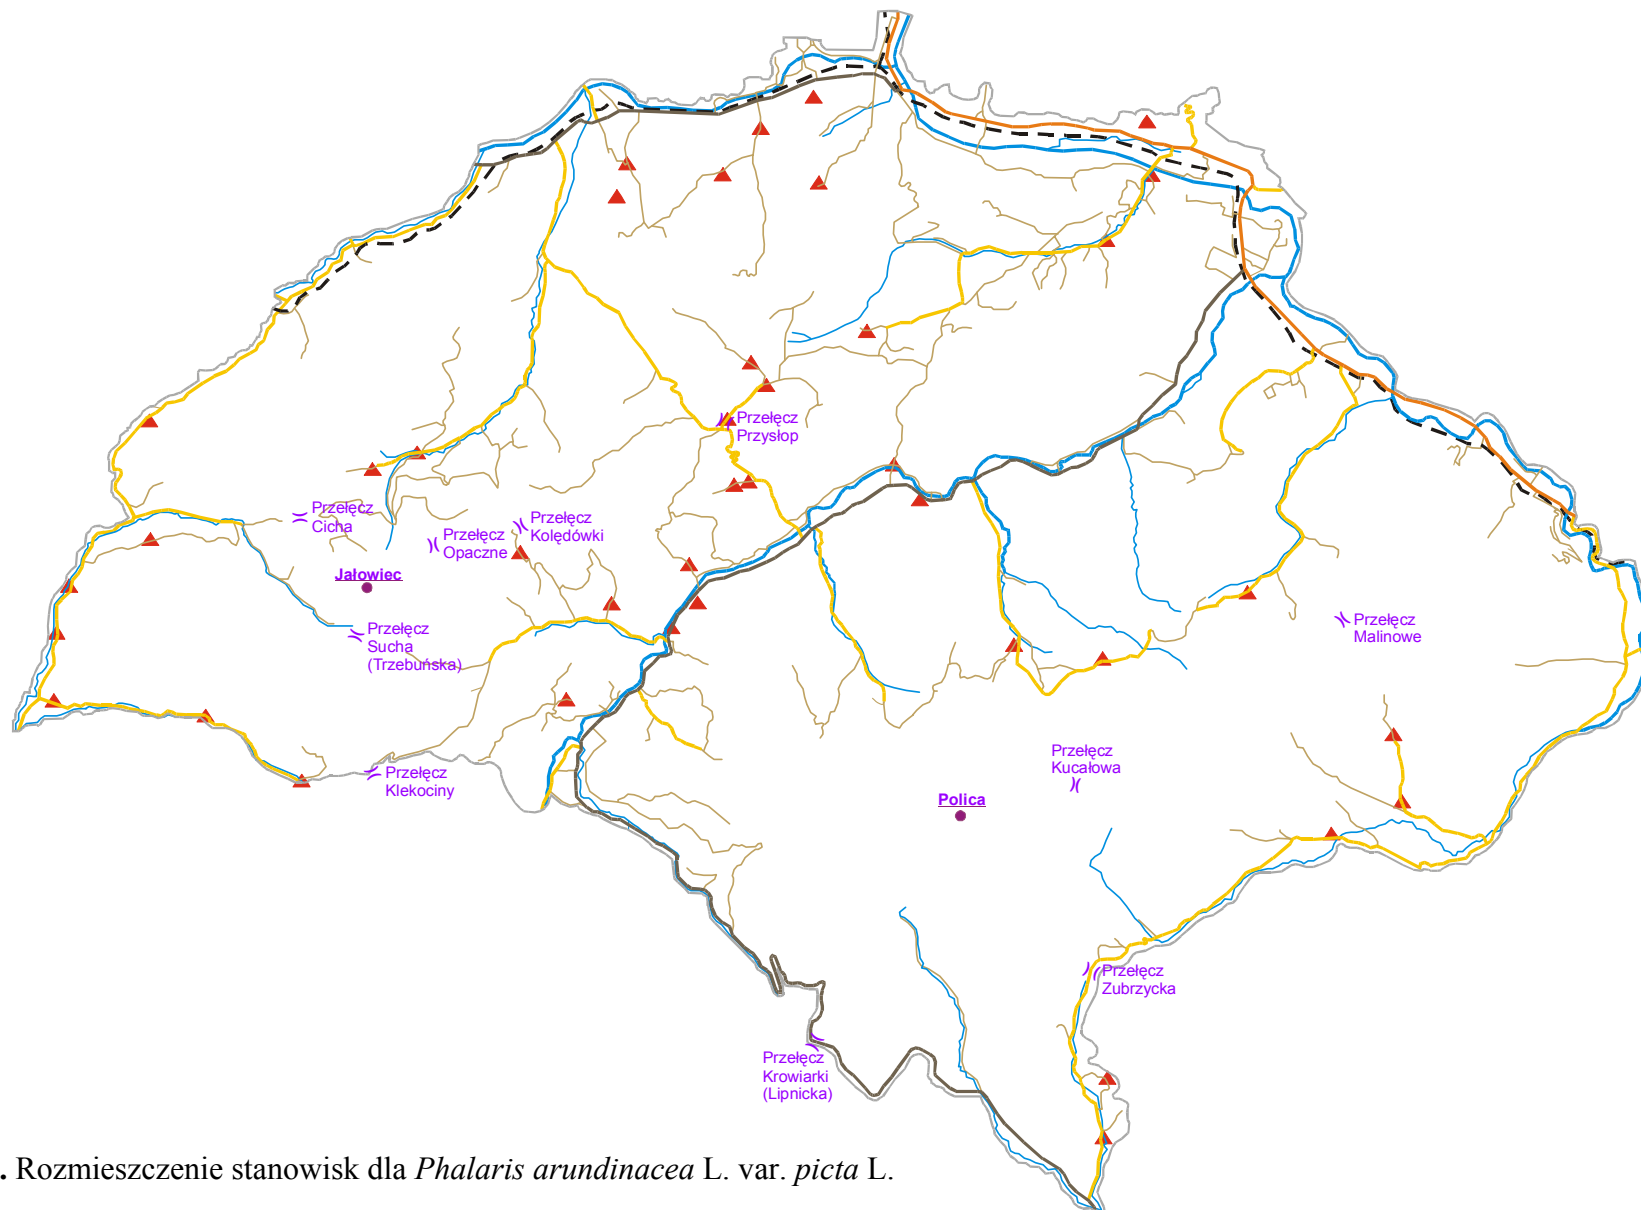 Przełęcz
Przysłop
Przełęcz
Cicha
Przełęcz
Kolędówki
Przełęcz
Opaczne
Jałowiec
Przełęcz
Sucha
(Trzebuńska)
Przełęcz
Malinowe
Przełęcz
Klekociny
Przełęcz
Kucałowa
Polica
Przełęcz
Zubrzycka
Przełęcz
Krowiarki
(Lipnicka)
. Rozmieszczenie stanowisk dla Phalaris arundinacea L. var. picta L.